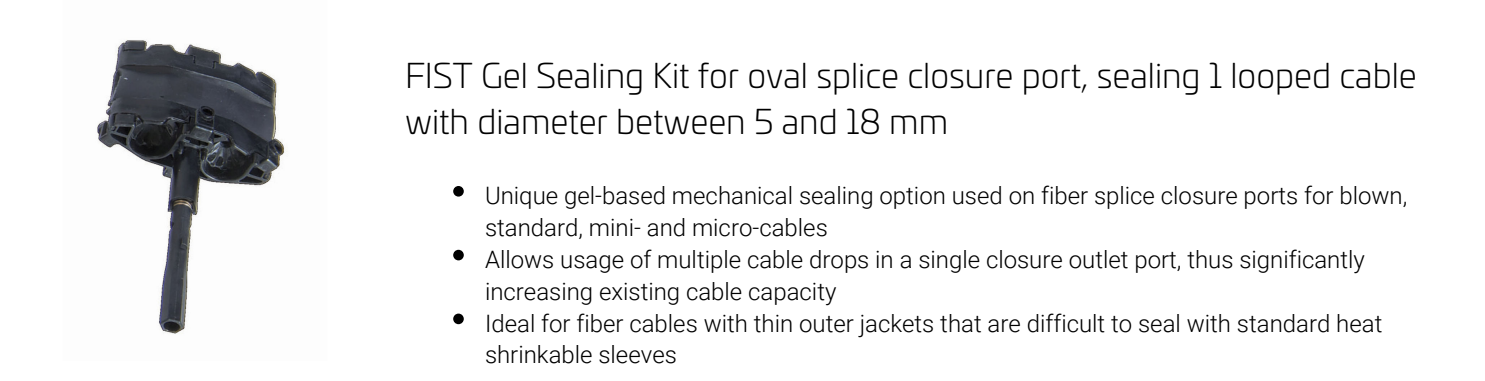 FIST Gel Sealing Kit for oval splice closure port, sealing 1 looped cable
with diameter between 5 and 18 mm
• Unique gel-based mechanical sealing option used on fiber splice closure ports for blown,
standard, mini- and micro-cables
• Allows usage of multiple cable drops in a single closure outlet port, thus significantly
increasing existing cable capacity
• Ideal for fiber cables with thin outer jackets that are difficult to seal with standard heat
shrinkable sleeves